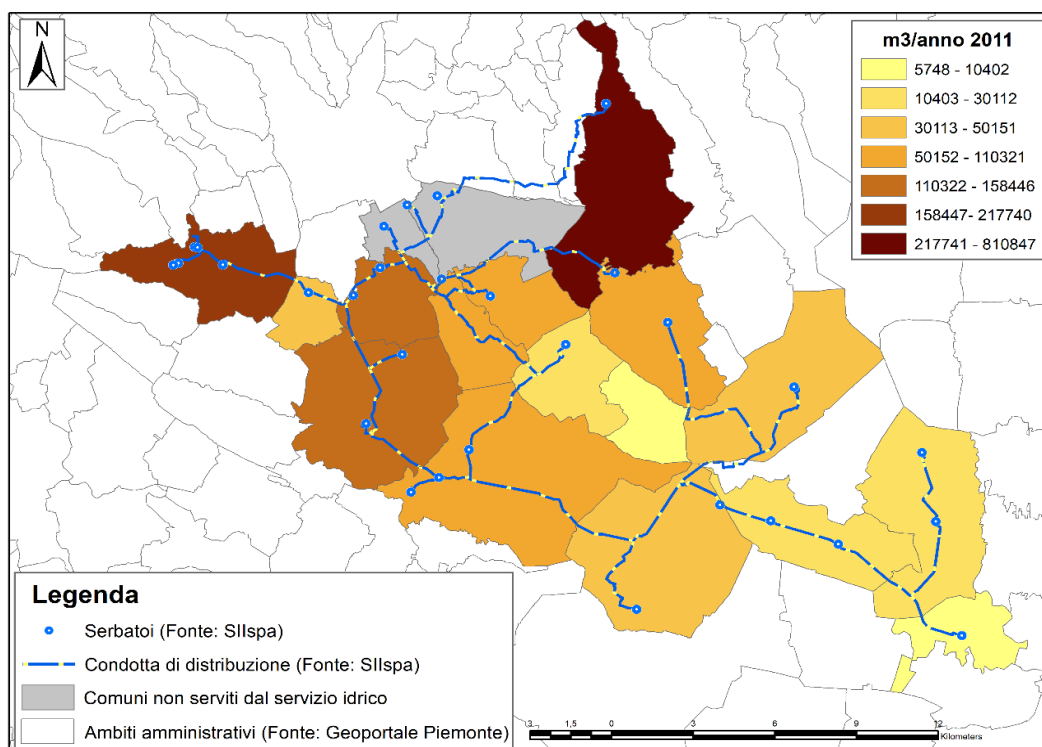 N
m3/anno 2011
5748 - 10402
10403 - 30112
30113 - 50151
50152 - 110321
110322 - 158446
158447- 217740
217741 - 810847
Legenda
Serbatoi (Fonte: SIIspa)
Condotta di distribuzione (Fonte: SIIspa)
Comuni non serviti dal servizio idrico
Ambiti amministrativi (Fonte: Geoportale Piemonte)
3 1,5 0 3 6 9 12
Kilometers